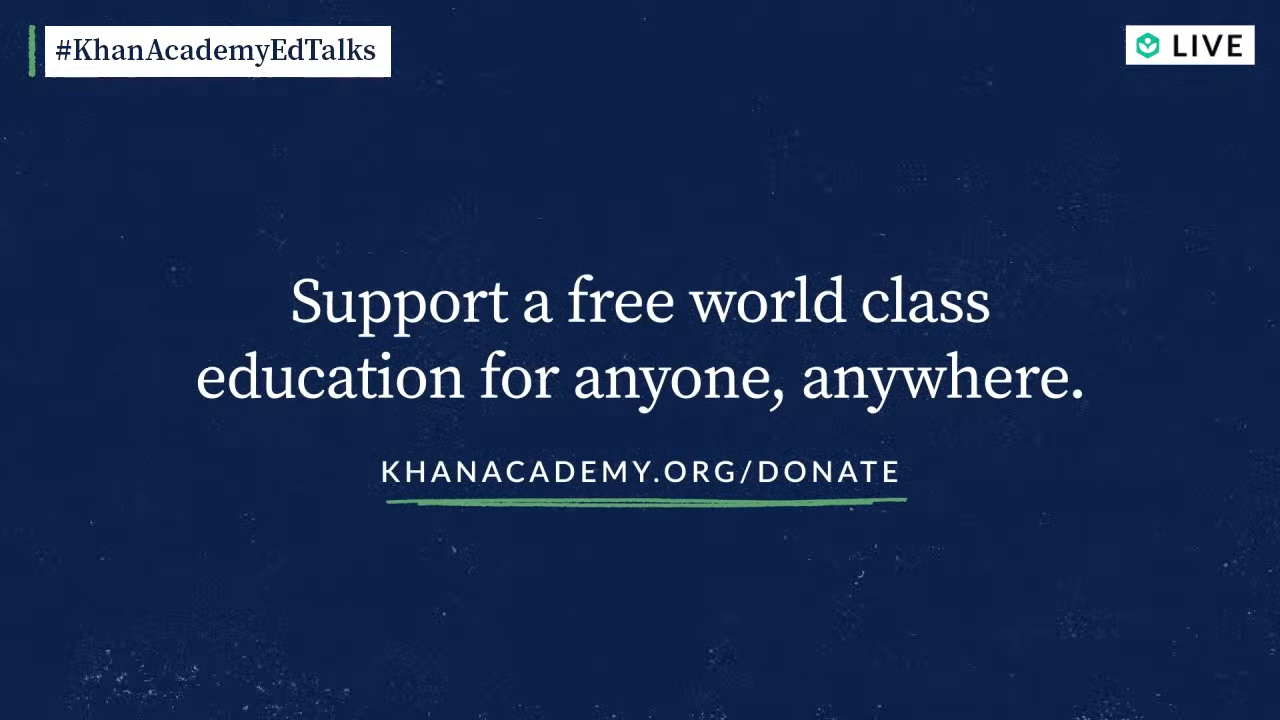 #KhanAcademyEdTalks
LIVE
Support a free world class
education for anyone, anywhere.
KHANACADEMY.ORG/DONATE